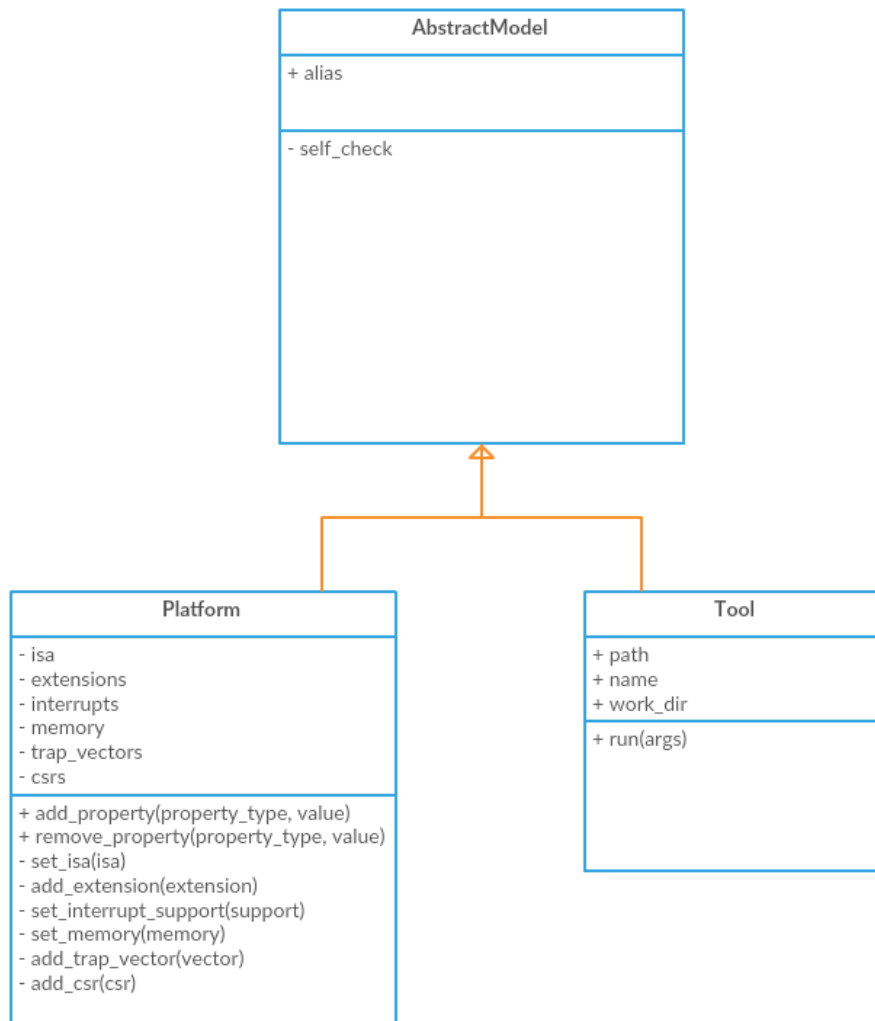 AbstractModel
+ alias
- self_check
Platform
- isa
- extensions
- interrupts
- memory
- trap_vectors
- csrs
+ add_property(property_type, value)
+ remove_property(property_type, value)
- set_isa(isa)
- add_extension(extension)
- set_interrupt_support(support)
- set_memory(memory)
- add_trap_vector(vector)
- add_csr(csr)
Tool
+ path
+ name
+ work_dir
+ run(args)